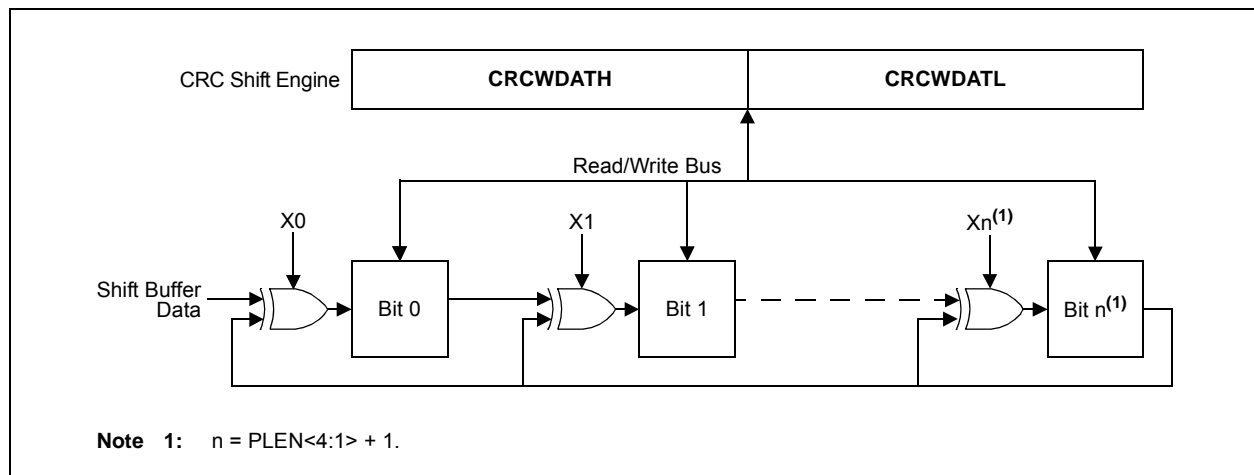 CRC Shift Engine
CRCWDATH
CRCWDATL
Read/Write Bus
X0
X1
Xn(1)
Shift Buffer
Data
Bit 0
Bit 1
Bit n(1)
Note 1: n = PLEN<4:1> + 1.